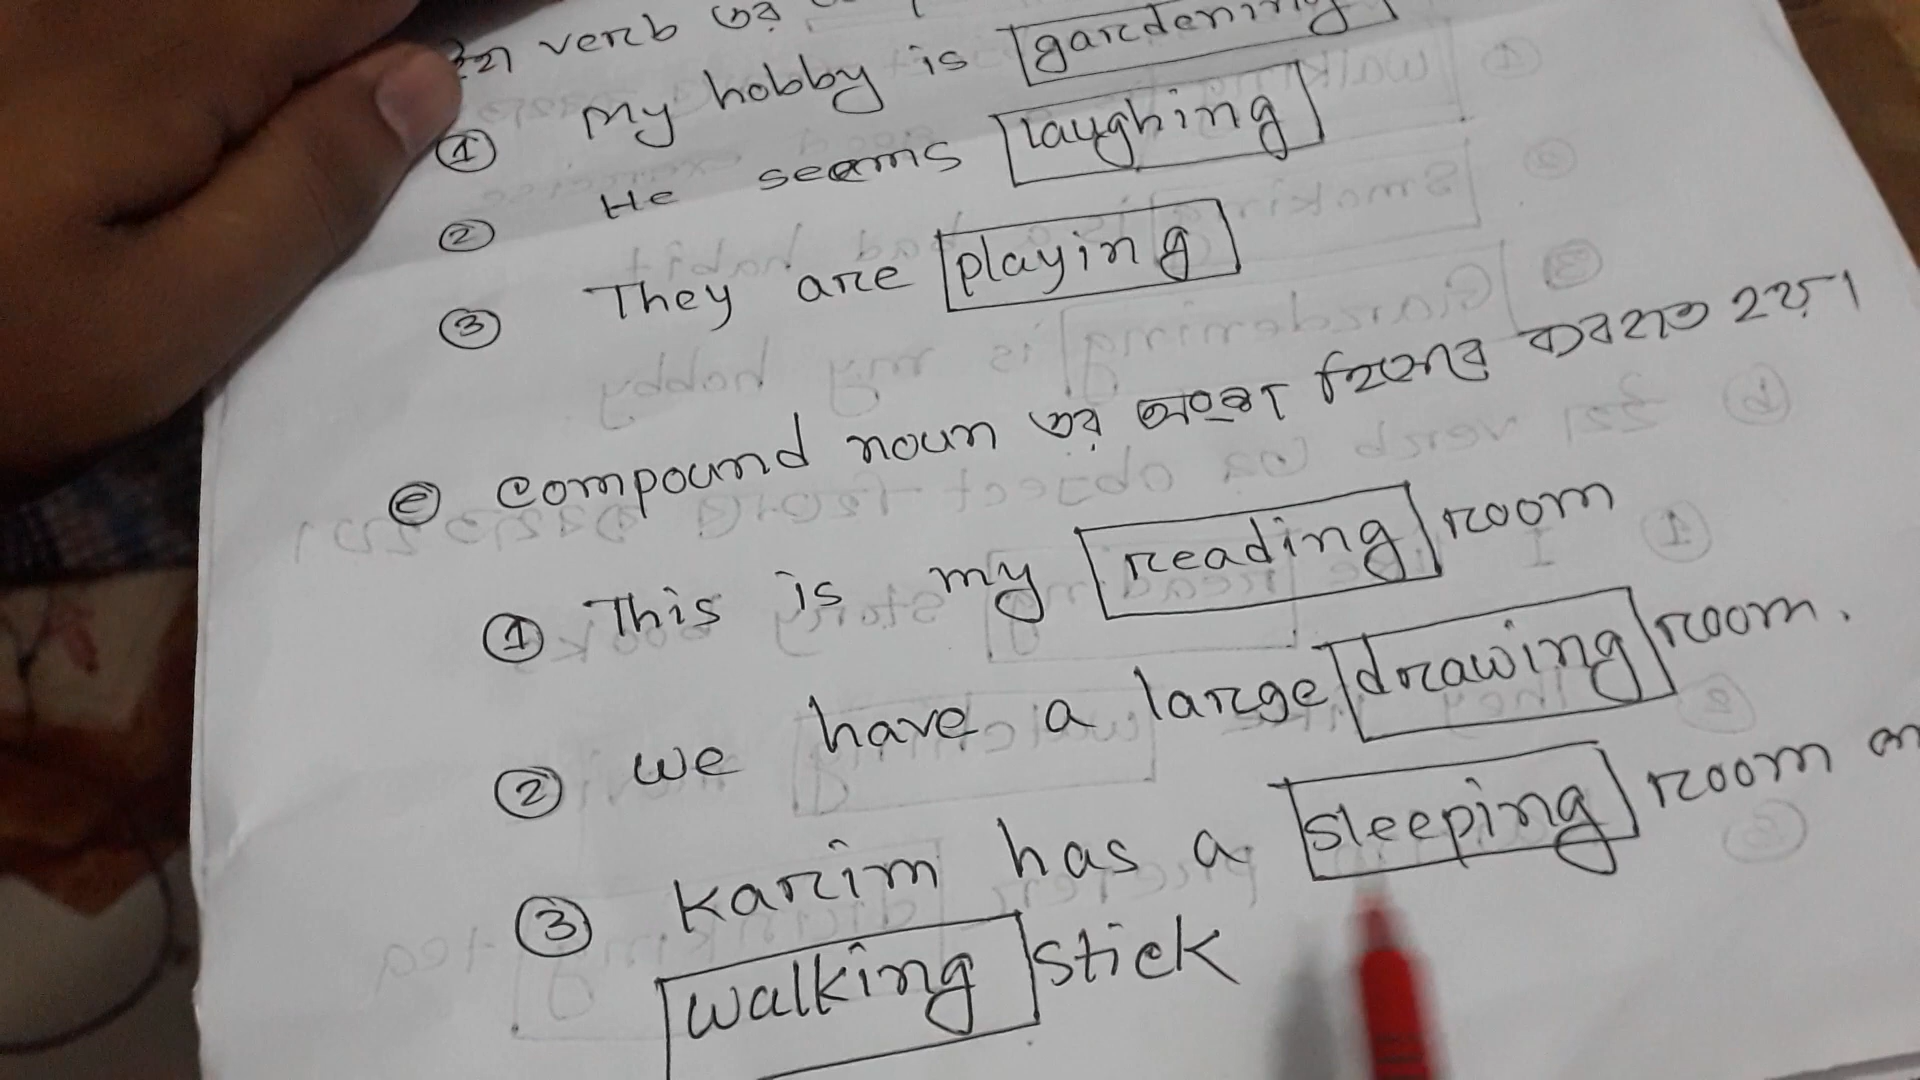 ইহা verb এর
① My hobby is gardening
② He seems laughing
③ They are playing
ⓔ compound noun এর অংশ হিসেবে ব্যবহৃত হয়।
① This is my reading room
② We have a large drawing room.
③ Karim has a sleeping room
walking stick